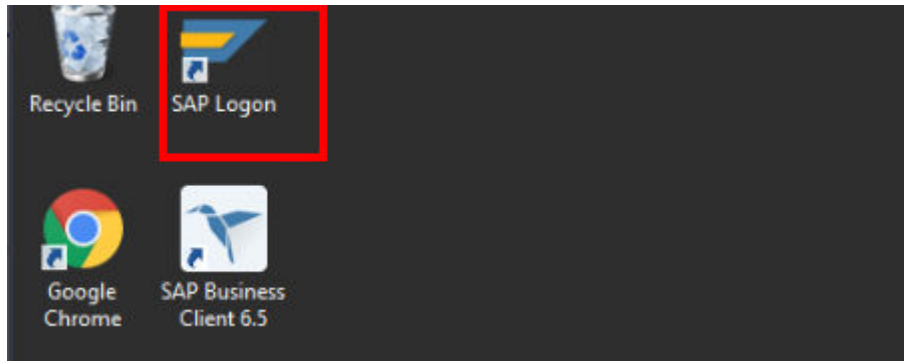 Recycle Bin
SAP Logon
Google
Chrome
SAP Business
Client 6.5